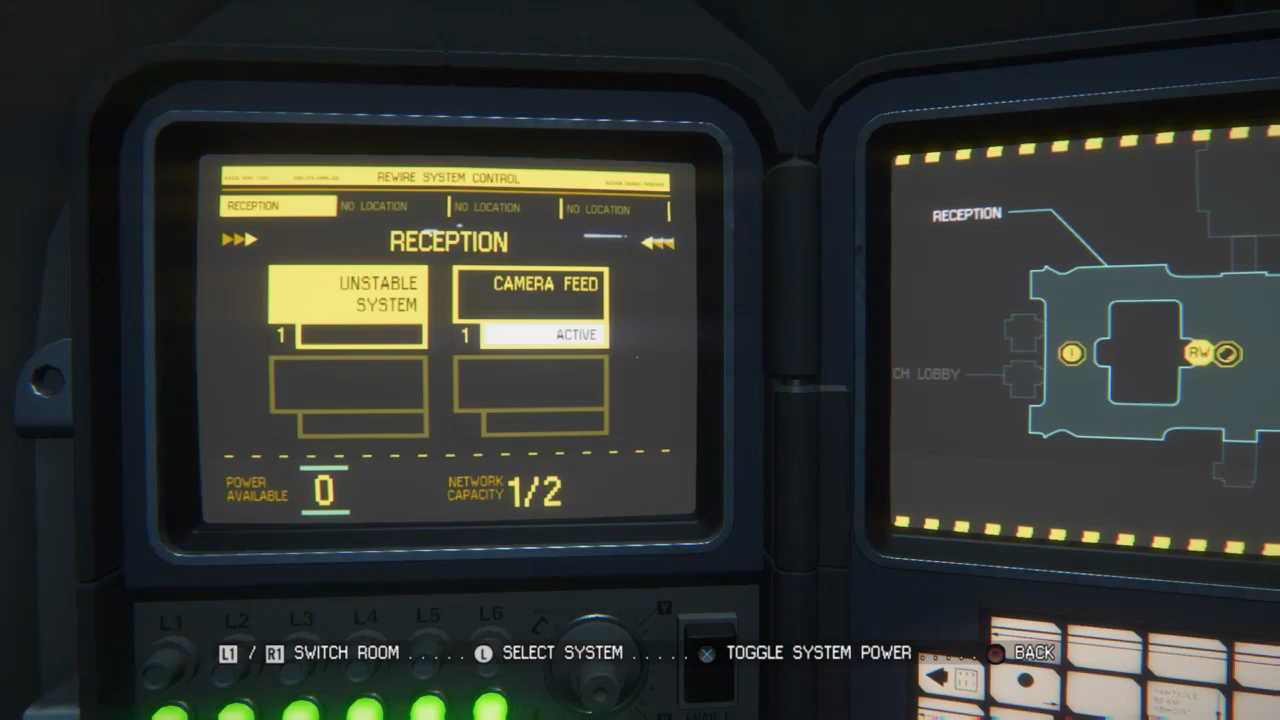 REWIRE SYSTEM CONTROL
RECEPTION NO LOCATION NO LOCATION NO LOCATION
RECEPTION
UNSTABLE SYSTEM
CAMERA FEED
1
1 ACTIVE
POWER AVAILABLE 0
NETWORK CAPACITY 1/2
RECEPTION
CH LOBBY
RW
L1 L2 L3 L4 L5 L6
Y
L1 / R1 SWITCH ROOM ..... L SELECT SYSTEM ..... TOGGLE SYSTEM POWER ..... BACK